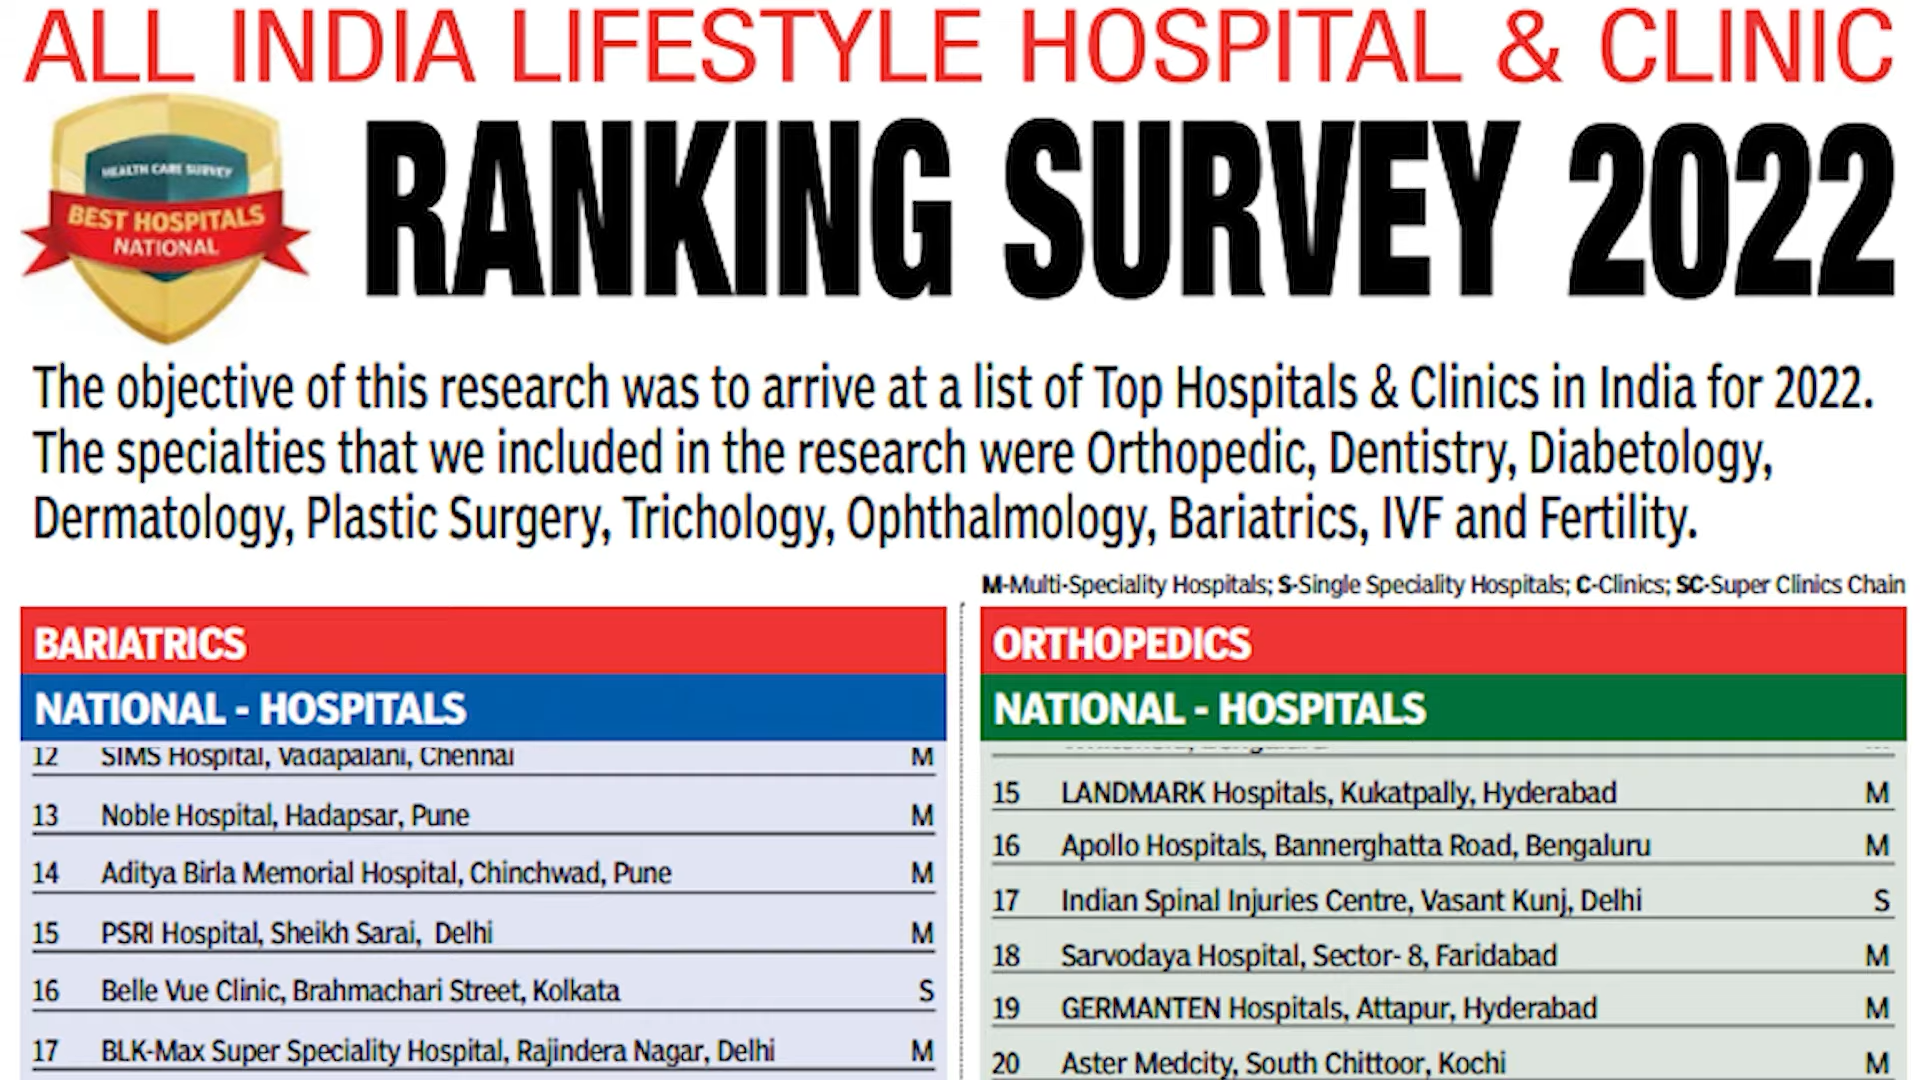 ALL INDIA LIFESTYLE HOSPITAL & CLINIC
HEALTH CARE SURVEY
BEST HOSPITALS
NATIONAL
RANKING SURVEY 2022
The objective of this research was to arrive at a list of Top Hospitals & Clinics in India for 2022.
The specialties that we included in the research were Orthopedic, Dentistry, Diabetology,
Dermatology, Plastic Surgery, Trichology, Ophthalmology, Bariatrics, IVF and Fertility.
M-Multi-Speciality Hospitals; S-Single Speciality Hospitals; C-Clinics; SC-Super Clinics Chain
BARIATRICS
NATIONAL - HOSPITALS
12 SIMS Hospital, Vadapalani, Chennai M
13 Noble Hospital, Hadapsar, Pune M
14 Aditya Birla Memorial Hospital, Chinchwad, Pune M
15 PSRI Hospital, Sheikh Sarai, Delhi M
16 Belle Vue Clinic, Brahmachari Street, Kolkata S
17 BLK-Max Super Speciality Hospital, Rajindera Nagar, Delhi M
ORTHOPEDICS
NATIONAL - HOSPITALS
15 LANDMARK Hospitals, Kukatpally, Hyderabad M
16 Apollo Hospitals, Bannerghatta Road, Bengaluru M
17 Indian Spinal Injuries Centre, Vasant Kunj, Delhi S
18 Sarvodaya Hospital, Sector- 8, Faridabad M
19 GERMANTEN Hospitals, Attapur, Hyderabad M
20 Aster Medcity, South Chittoor, Kochi M